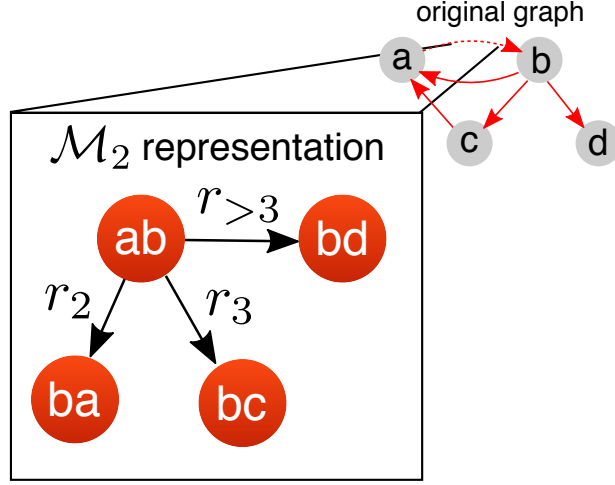 original graph
a
b
c
d
ℳ₂ representation
r>3
ab
bd
r₂
r₃
ba
bc